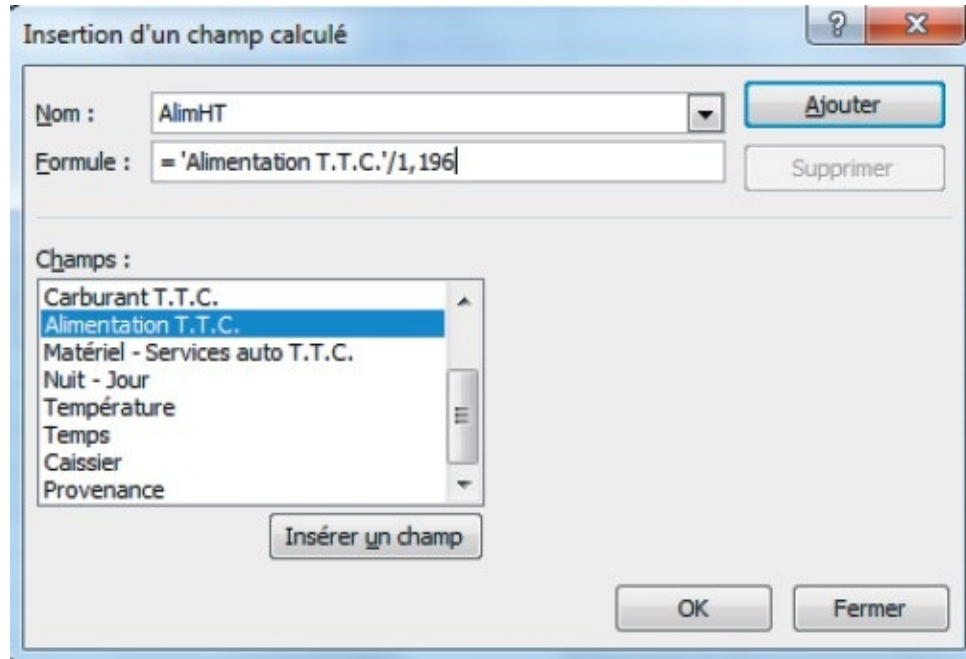 Insertion d'un champ calculé
Nom : AlimHT Ajouter
Formule : = 'Alimentation T.T.C.'/1,196 Supprimer
Champs :
Carburant T.T.C.
Alimentation T.T.C.
Matériel - Services auto T.T.C.
Nuit - Jour
Température
Temps
Caissier
Provenance
Insérer un champ
OK Fermer